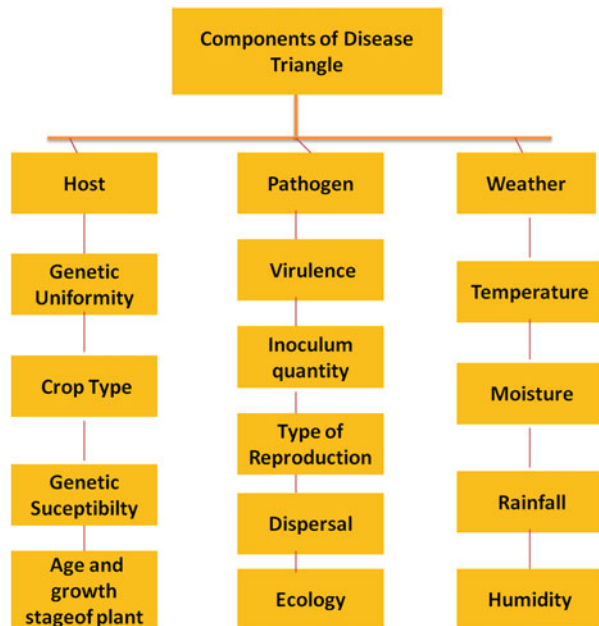 Components of Disease
Triangle
Host
Genetic
Uniformity
Crop Type
Genetic
Suceptibilty
Age and
growth
stageof plant
Pathogen
Virulence
Inoculum
quantity
Type of
Reproduction
Dispersal
Ecology
Weather
Temperature
Moisture
Rainfall
Humidity